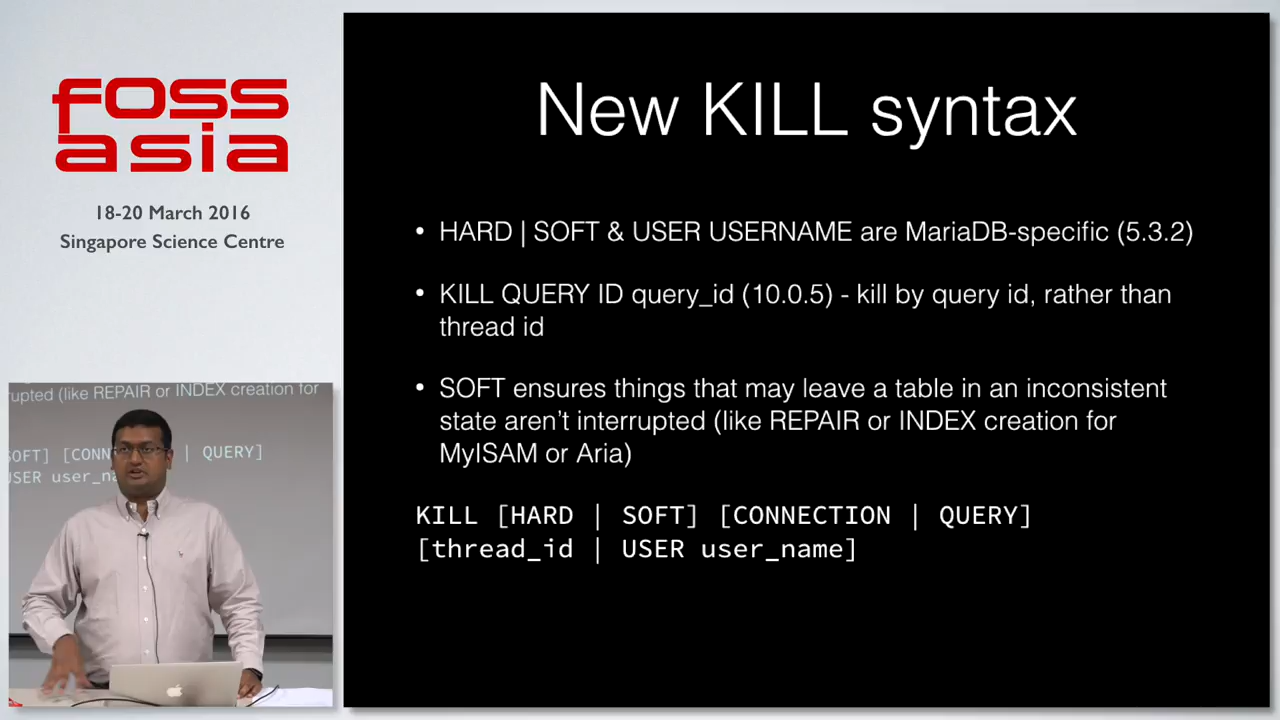 foss
asia
18-20 March 2016
Singapore Science Centre
New KILL syntax
• HARD | SOFT & USER USERNAME are MariaDB-specific (5.3.2)
• KILL QUERY ID query_id (10.0.5) - kill by query id, rather than
thread id
• SOFT ensures things that may leave a table in an inconsistent
state aren’t interrupted (like REPAIR or INDEX creation for
MyISAM or Aria)
KILL [HARD | SOFT] [CONNECTION | QUERY]
[thread_id | USER user_name]
rupted (like REPAIR or INDEX creation for
SOFT] [CONN | QUERY]
USER user_na